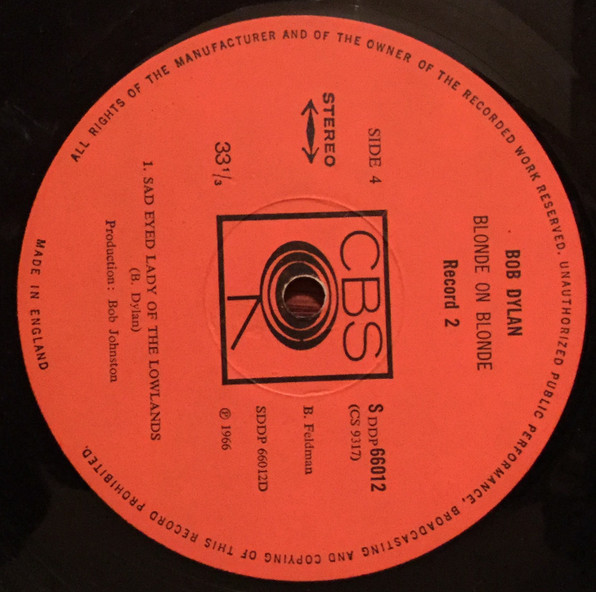 ALL RIGHTS OF THE MANUFACTURER AND OF THE OWNER OF THE RECORDED WORK RESERVED. UNAUTHORIZED PUBLIC PERFORMANCE, BROADCASTING AND COPYING OF THIS RECORD PROHIBITED.
BOB DYLAN
BLONDE ON BLONDE
Record 2
SIDE 4
STEREO
33 1/3
CBS
S DDP 66012
(CS 9317)
B. Feldman
SDDP 66012D
℗ 1966
1. SAD EYED LADY OF THE LOWLANDS
(B. Dylan)
Production: Bob Johnston
MADE IN ENGLAND